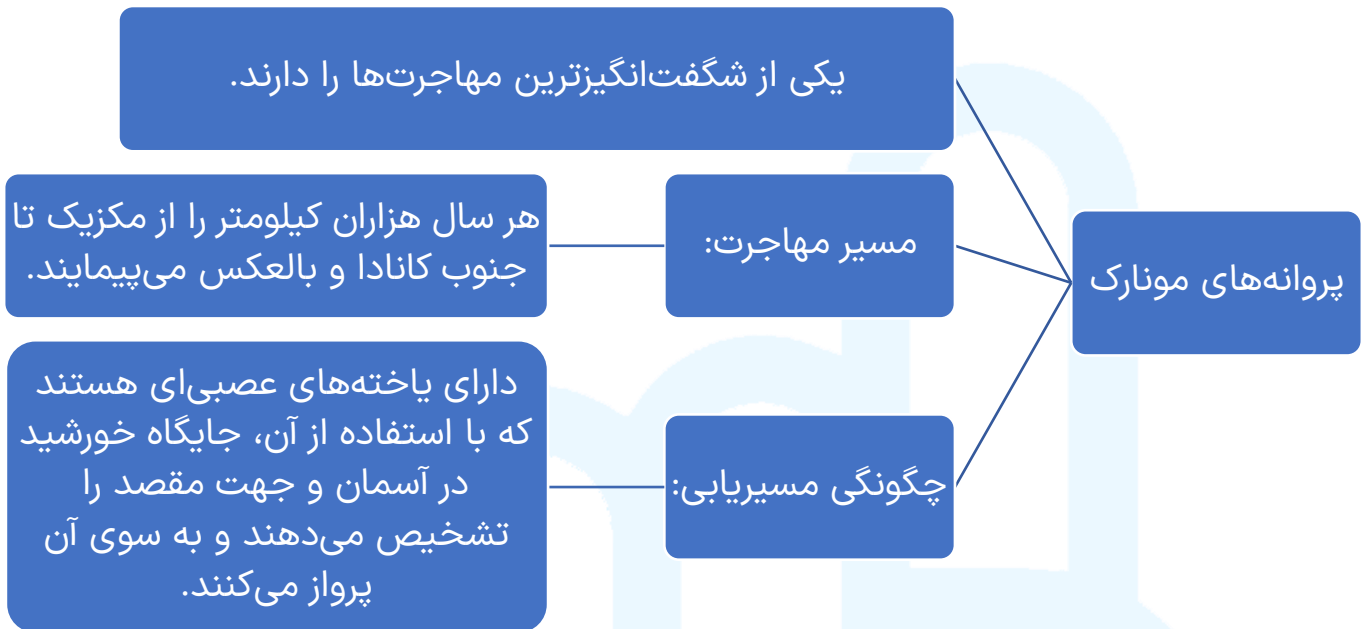 پروانه‌های مونارک
یکی از شگفت‌انگیزترین مهاجرت‌ها را دارند.
مسیر مهاجرت:
هر سال هزاران کیلومتر را از مکزیک تا
جنوب کانادا و بالعکس می‌پیمایند.
چگونگی مسیریابی:
دارای یاخته‌های عصبی‌ای هستند
که با استفاده از آن، جایگاه خورشید
در آسمان و جهت مقصد را
تشخیص می‌دهند و به سوی آن
پرواز می‌کنند.